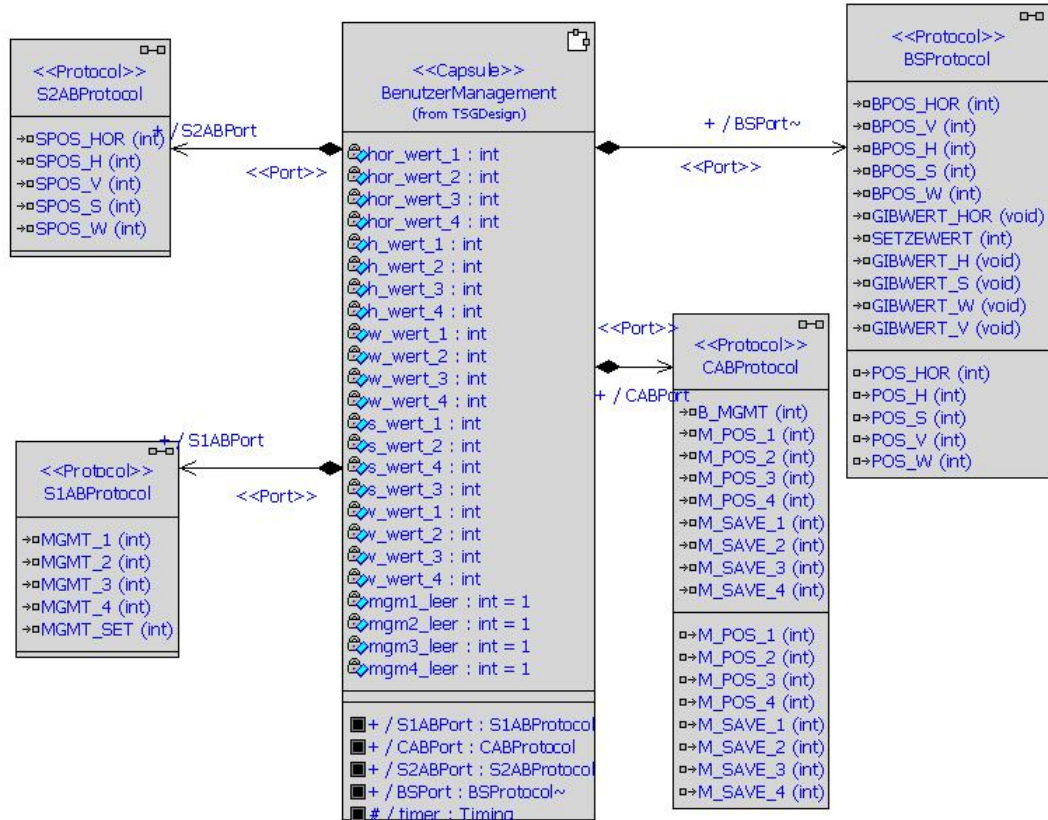 <<Protocol>>
S2ABProtocol
SPOS_HOR (int)
SPOS_H (int)
SPOS_V (int)
SPOS_S (int)
SPOS_W (int)
+ / S2ABPort
<<Port>>
<<Protocol>>
S1ABProtocol
MGMT_1 (int)
MGMT_2 (int)
MGMT_3 (int)
MGMT_4 (int)
MGMT_SET (int)
+ / S1ABPort
<<Port>>
<<Capsule>>
BenutzerManagement
(from TSGDesign)
hor_wert_1 : int
hor_wert_2 : int
hor_wert_3 : int
hor_wert_4 : int
h_wert_1 : int
h_wert_2 : int
h_wert_3 : int
h_wert_4 : int
w_wert_1 : int
w_wert_2 : int
w_wert_3 : int
w_wert_4 : int
s_wert_1 : int
s_wert_2 : int
s_wert_4 : int
s_wert_3 : int
v_wert_1 : int
v_wert_2 : int
v_wert_3 : int
v_wert_4 : int
mgm1_leer : int = 1
mgm2_leer : int = 1
mgm3_leer : int = 1
mgm4_leer : int = 1
+ / S1ABPort : S1ABProtocol
+ / CABPort : CABProtocol
+ / S2ABPort : S2ABProtocol
+ / BSPort : BSProtocol~
# / timer : Timing
+ / BSPort~
<<Port>>
<<Port>>
+ / CABPort
<<Protocol>>
CABProtocol
B_MGMT (int)
M_POS_1 (int)
M_POS_2 (int)
M_POS_3 (int)
M_POS_4 (int)
M_SAVE_1 (int)
M_SAVE_2 (int)
M_SAVE_3 (int)
M_SAVE_4 (int)
M_POS_1 (int)
M_POS_2 (int)
M_POS_3 (int)
M_POS_4 (int)
M_SAVE_1 (int)
M_SAVE_2 (int)
M_SAVE_3 (int)
M_SAVE_4 (int)
<<Protocol>>
BSProtocol
BPOS_HOR (int)
BPOS_V (int)
BPOS_H (int)
BPOS_S (int)
BPOS_W (int)
GIBWERT_HOR (void)
SETZEWERT (int)
GIBWERT_H (void)
GIBWERT_S (void)
GIBWERT_W (void)
GIBWERT_V (void)
POS_HOR (int)
POS_H (int)
POS_S (int)
POS_V (int)
POS_W (int)